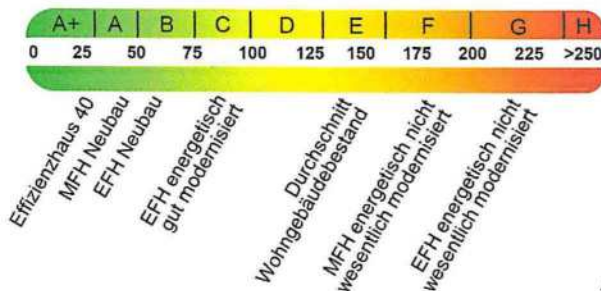 A+ A B C D E F G H
0 25 50 75 100 125 150 175 200 225 >250
Effizienzhaus 40
MFH Neubau
EFH Neubau
EFH energetisch
gut modernisiert
Durchschnitt
Wohngebäudebestand
MFH energetisch nicht
wesentlich modernisiert
EFH energetisch nicht
wesentlich modernisiert